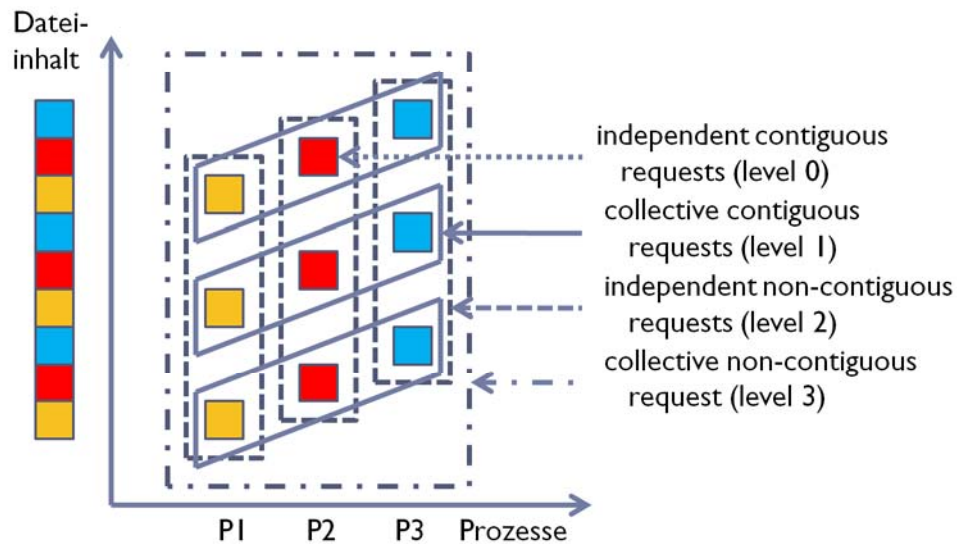 Datei-
inhalt
independent contiguous
requests (level 0)
collective contiguous
requests (level 1)
independent non-contiguous
requests (level 2)
collective non-contiguous
request (level 3)
P1 P2 P3 Prozesse